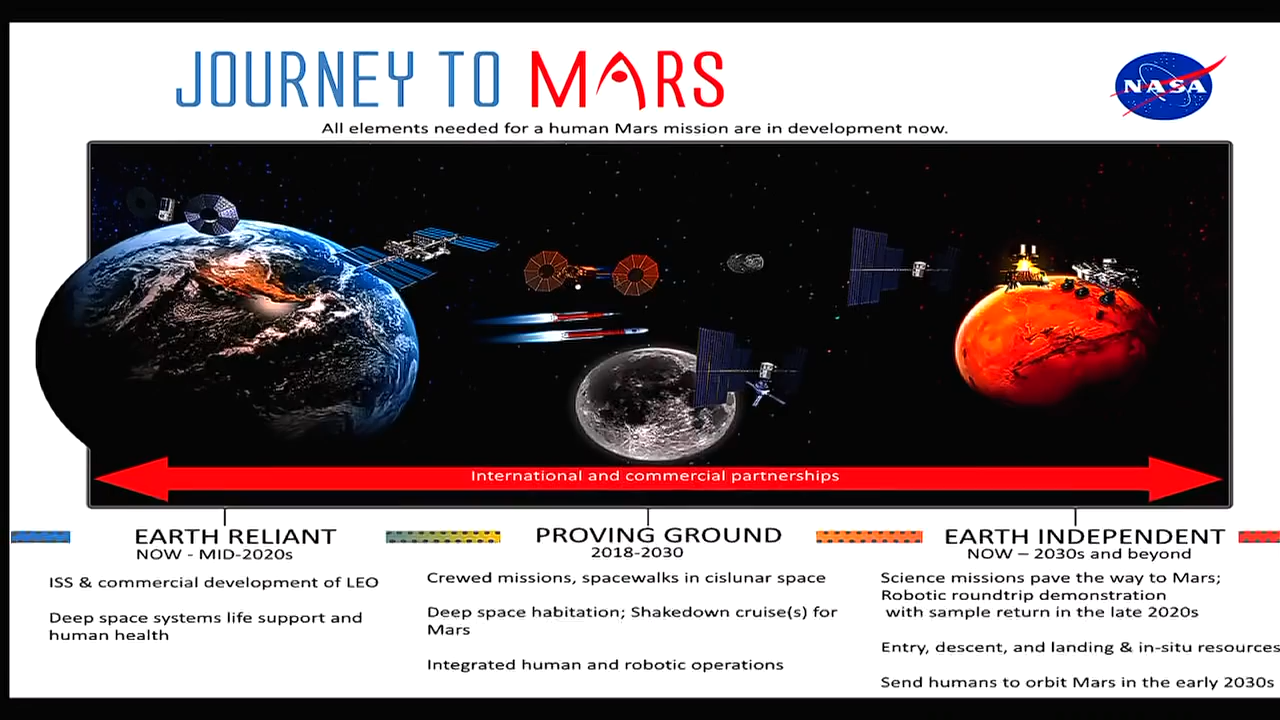 JOURNEY TO MARS
NASA
All elements needed for a human Mars mission are in development now.
International and commercial partnerships
EARTH RELIANT
NOW - MID-2020s
ISS & commercial development of LEO
Deep space systems life support and
human health
PROVING GROUND
2018-2030
Crewed missions, spacewalks in cislunar space
Deep space habitation; Shakedown cruise(s) for
Mars
Integrated human and robotic operations
EARTH INDEPENDENT
NOW – 2030s and beyond
Science missions pave the way to Mars;
Robotic roundtrip demonstration
with sample return in the late 2020s
Entry, descent, and landing & in-situ resources
Send humans to orbit Mars in the early 2030s